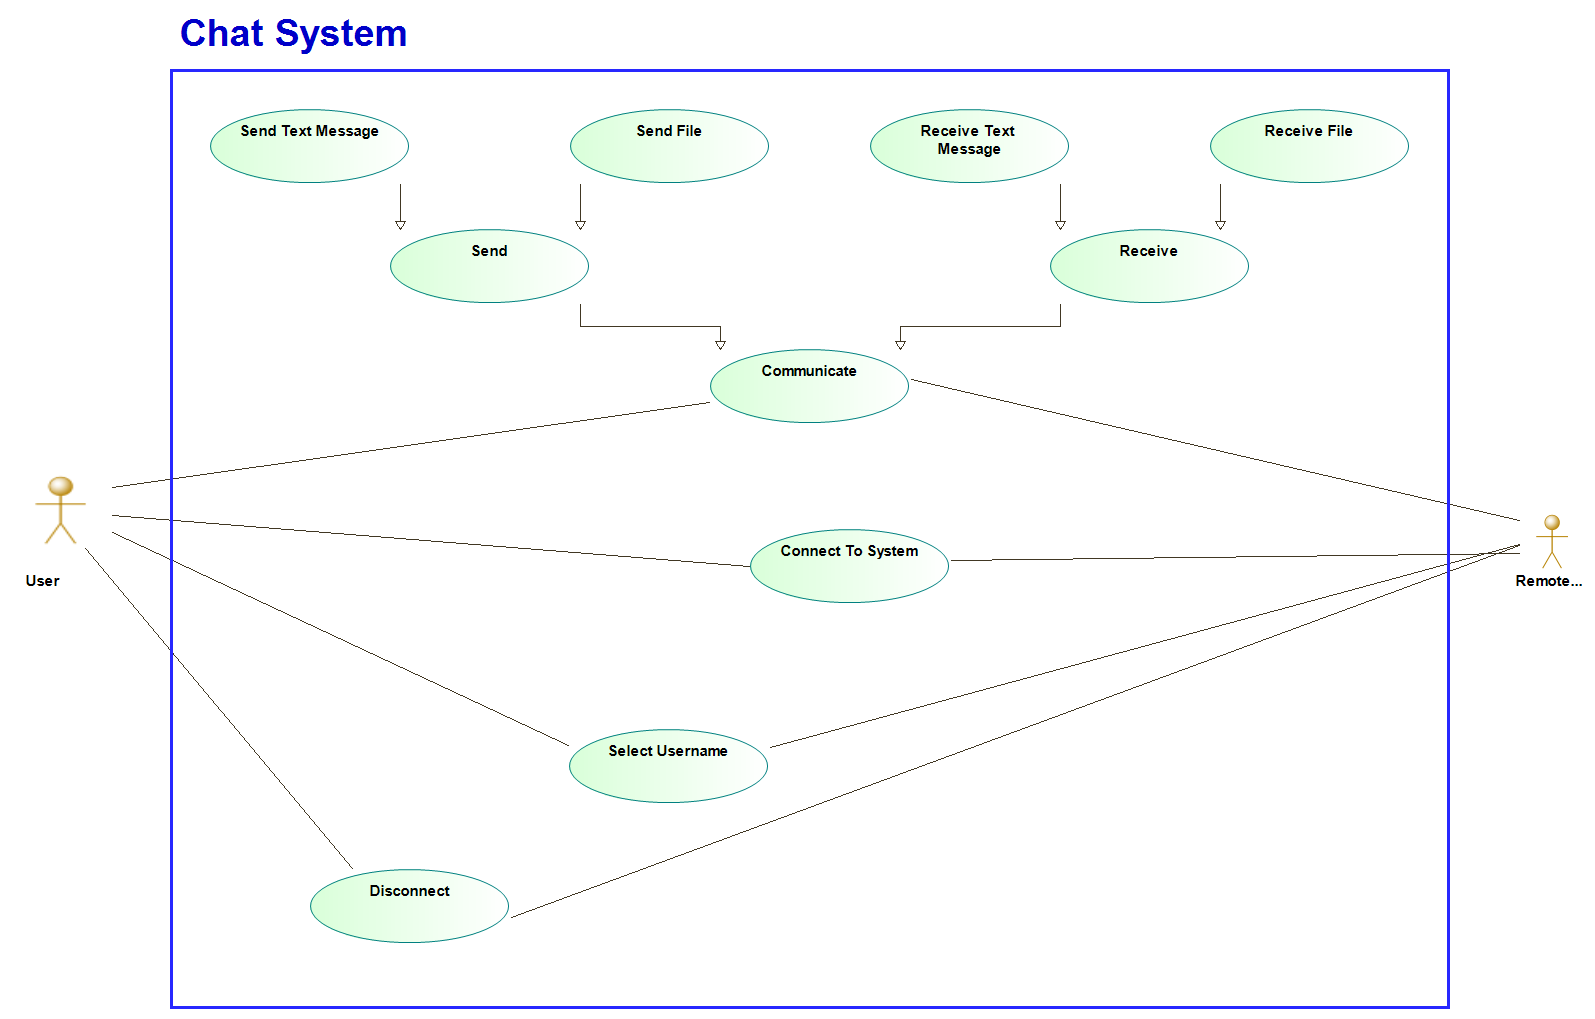 Chat System
Send Text Message
Send File
Receive Text
Message
Receive File
Send
Receive
Communicate
Connect To System
User
Remote...
Select Username
Disconnect